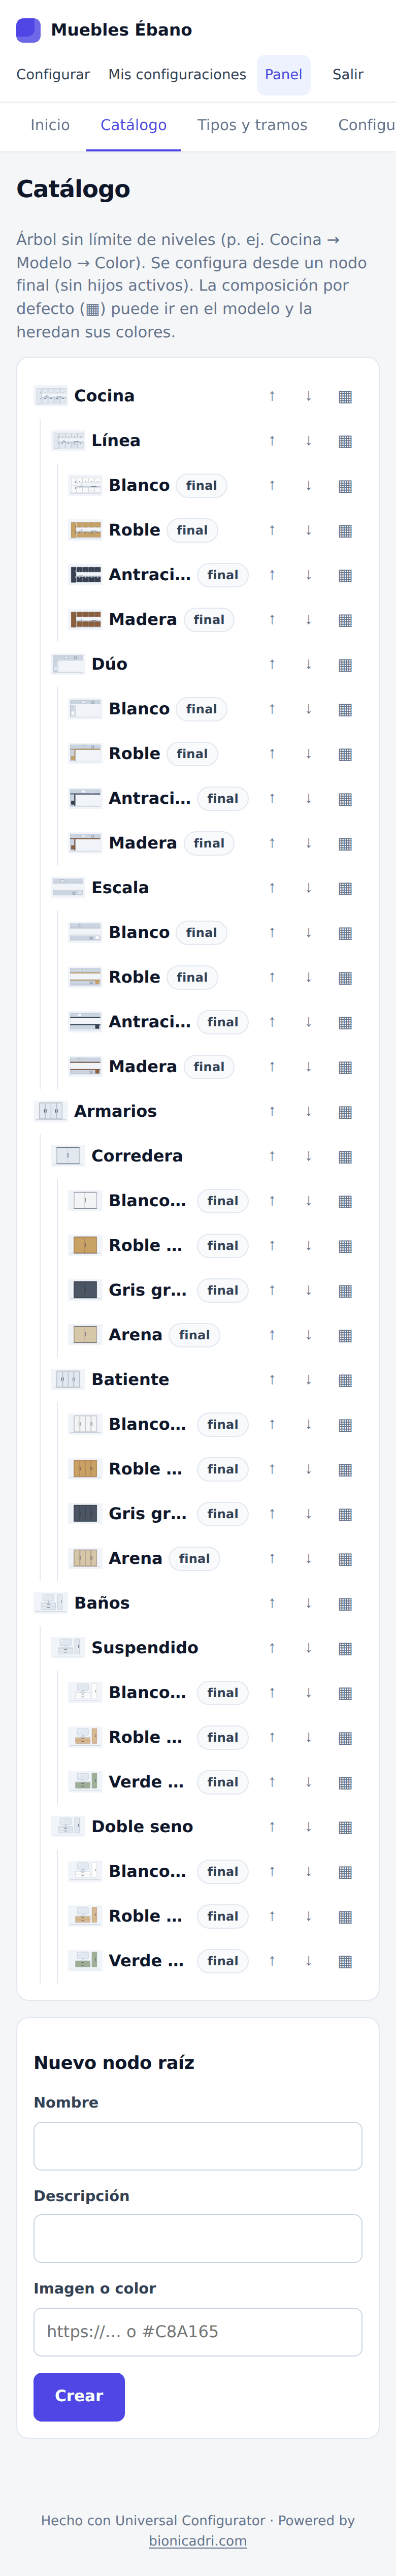 Muebles Ébano
Configurar Mis configuraciones Panel Salir
Inicio Catálogo Tipos y tramos Configu
Catálogo
Árbol sin límite de niveles (p. ej. Cocina →
Modelo → Color). Se configura desde un nodo
final (sin hijos activos). La composición por
defecto (▦) puede ir en el modelo y la
heredan sus colores.
Cocina ↑ ↓ ▦
Línea ↑ ↓ ▦
Blanco final ↑ ↓ ▦
Roble final ↑ ↓ ▦
Antraci… final ↑ ↓ ▦
Madera final ↑ ↓ ▦
Dúo ↑ ↓ ▦
Blanco final ↑ ↓ ▦
Roble final ↑ ↓ ▦
Antraci… final ↑ ↓ ▦
Madera final ↑ ↓ ▦
Escala ↑ ↓ ▦
Blanco final ↑ ↓ ▦
Roble final ↑ ↓ ▦
Antraci… final ↑ ↓ ▦
Madera final ↑ ↓ ▦
Armarios ↑ ↓ ▦
Corredera ↑ ↓ ▦
Blanco… final ↑ ↓ ▦
Roble … final ↑ ↓ ▦
Gris gr… final ↑ ↓ ▦
Arena final ↑ ↓ ▦
Batiente ↑ ↓ ▦
Blanco… final ↑ ↓ ▦
Roble … final ↑ ↓ ▦
Gris gr… final ↑ ↓ ▦
Arena final ↑ ↓ ▦
Baños ↑ ↓ ▦
Suspendido ↑ ↓ ▦
Blanco… final ↑ ↓ ▦
Roble … final ↑ ↓ ▦
Verde … final ↑ ↓ ▦
Doble seno ↑ ↓ ▦
Blanco… final ↑ ↓ ▦
Roble … final ↑ ↓ ▦
Verde … final ↑ ↓ ▦
Nuevo nodo raíz
Nombre
Descripción
Imagen o color
https://… o #C8A165
Crear
Hecho con Universal Configurator · Powered by
bionicadri.com